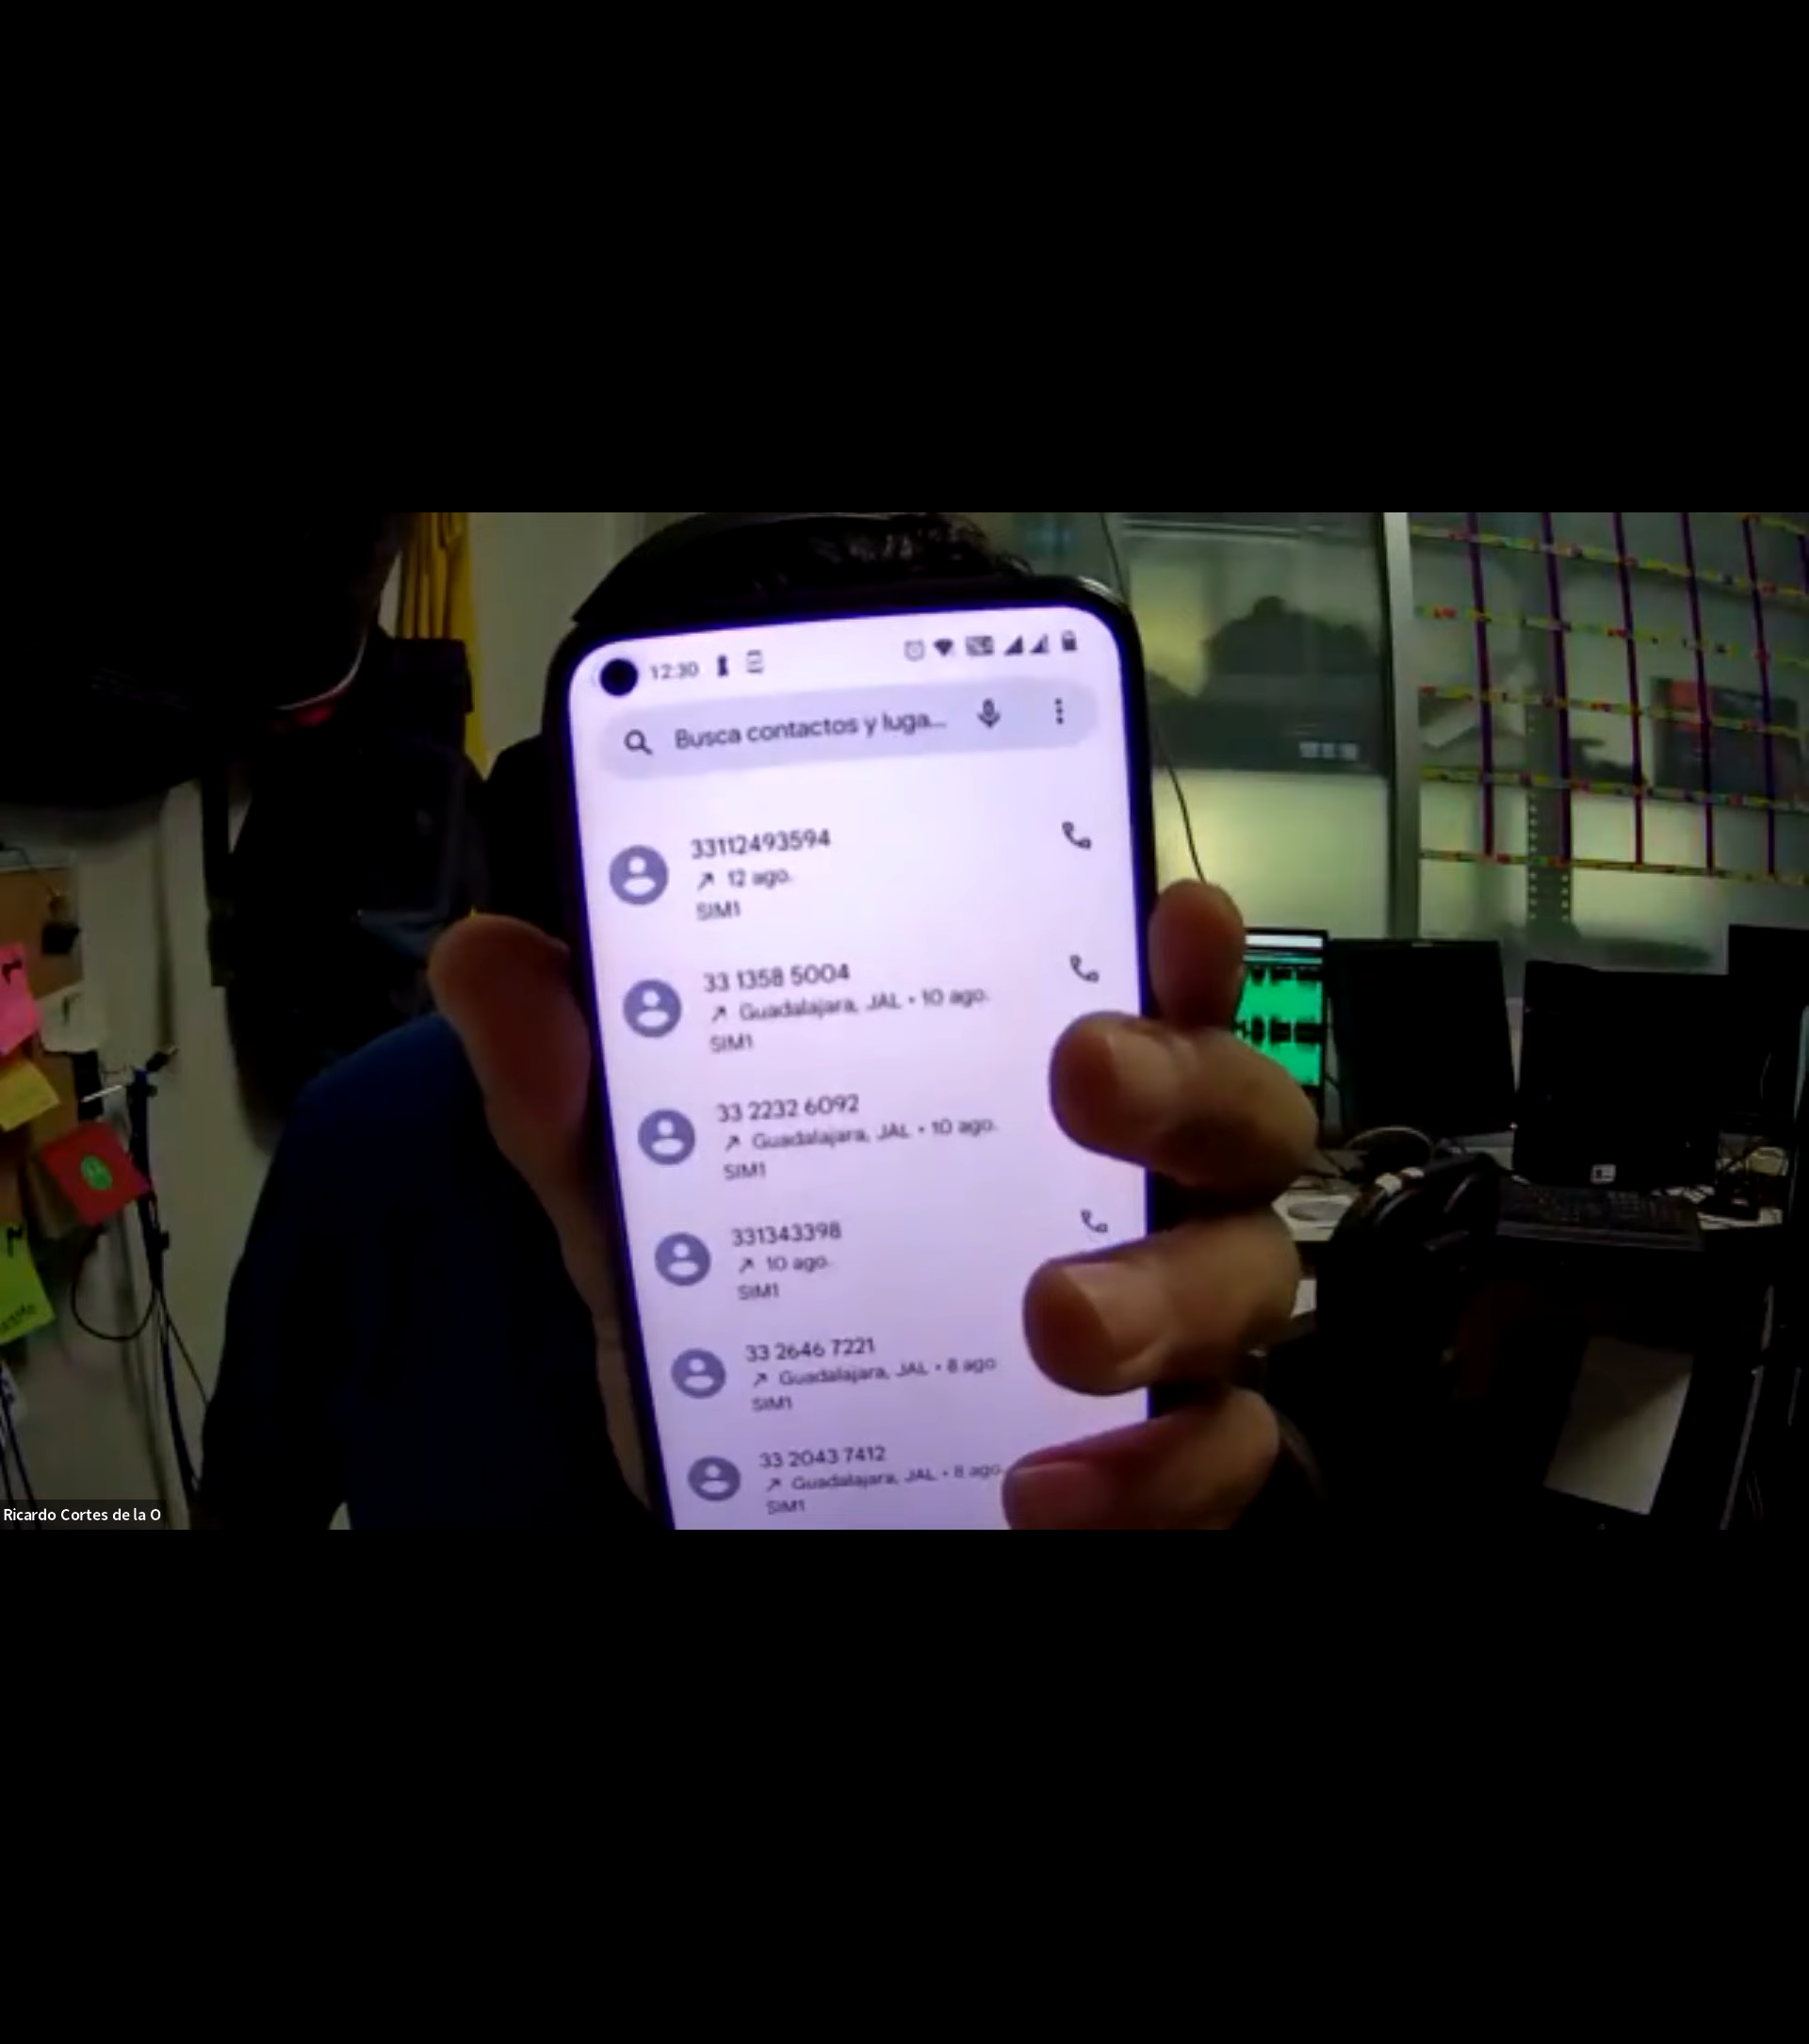 12:30
Busca contactos y luga...
33112493594
↗ 12 ago.
SIM1
33 1358 5004
↗ Guadalajara, JAL • 10 ago.
SIM1
33 2232 6092
↗ Guadalajara, JAL • 10 ago.
SIM1
331343398
↗ 10 ago.
SIM1
33 2646 7221
↗ Guadalajara, JAL • 8 ago
SIM1
33 2043 7412
↗ Guadalajara, JAL • 8 ago.
SIM1
Ricardo Cortes de la O